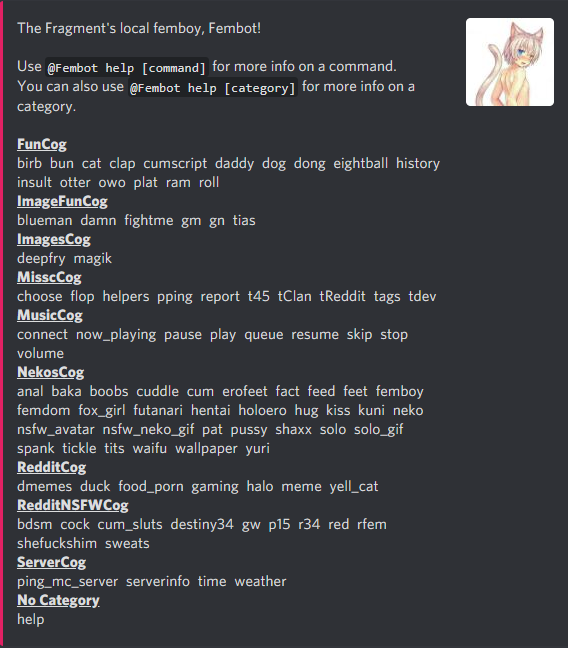 The Fragment's local femboy, Fembot!
Use @Fembot help [command] for more info on a command.
You can also use @Fembot help [category] for more info on a
category.
FunCog
birb bun cat clap cumscript daddy dog dong eightball history
insult otter owo plat ram roll
ImageFunCog
blueman damn fightme gm gn tias
ImagesCog
deepfry magik
MisscCog
choose flop helpers pping report t45 tClan tReddit tags tdev
MusicCog
connect now_playing pause play queue resume skip stop
volume
NekosCog
anal baka boobs cuddle cum erofeet fact feed feet femboy
femdom fox_girl futanari hentai holoero hug kiss kuni neko
nsfw_avatar nsfw_neko_gif pat pussy shaxx solo solo_gif
spank tickle tits waifu wallpaper yuri
RedditCog
dmemes duck food_porn gaming halo meme yell_cat
RedditNSFWCog
bdsm cock cum_sluts destiny34 gw p15 r34 red rfem
shefuckshim sweats
ServerCog
ping_mc_server serverinfo time weather
No Category
help